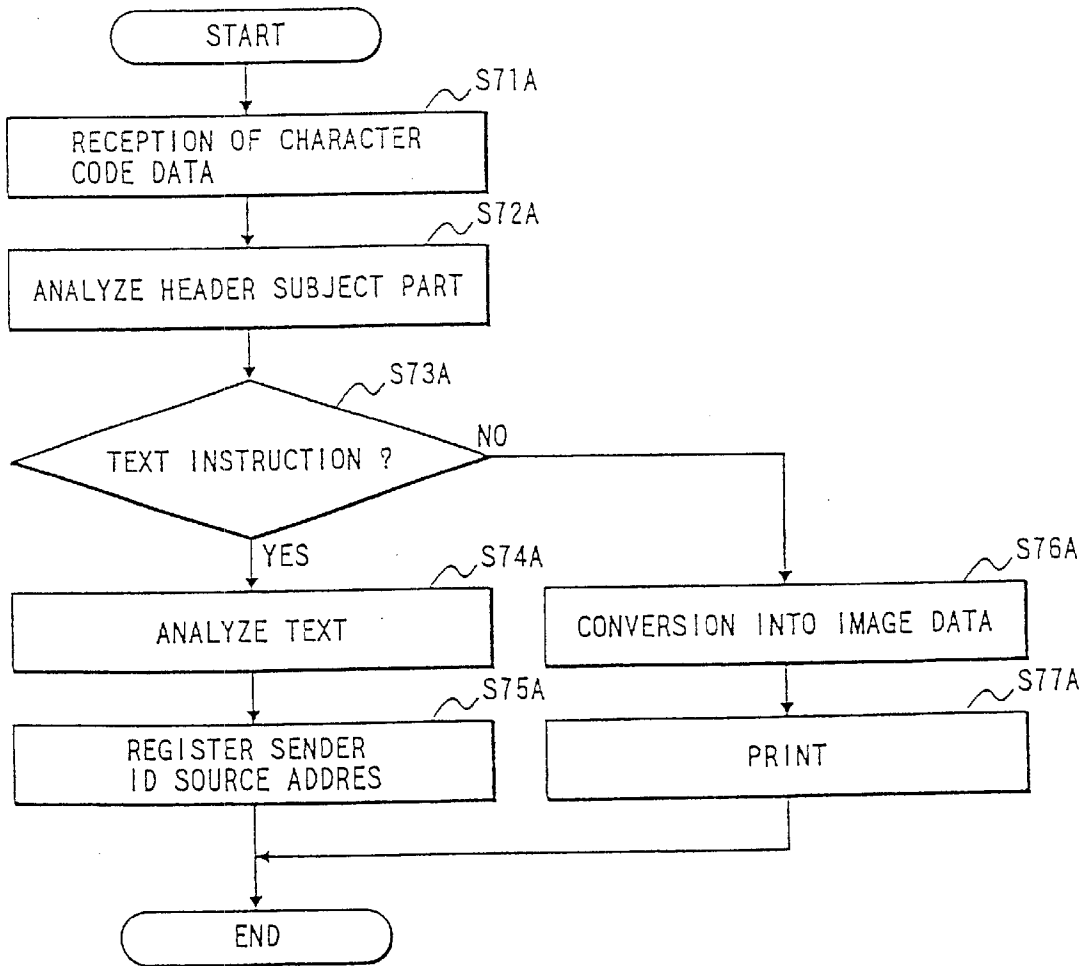 START
S71A
RECEPTION OF CHARACTER
CODE DATA
S72A
ANALYZE HEADER SUBJECT PART
S73A
TEXT INSTRUCTION ?
NO
YES
S74A
ANALYZE TEXT
S76A
CONVERSION INTO IMAGE DATA
S75A
REGISTER SENDER
ID SOURCE ADDRES
S77A
PRINT
END